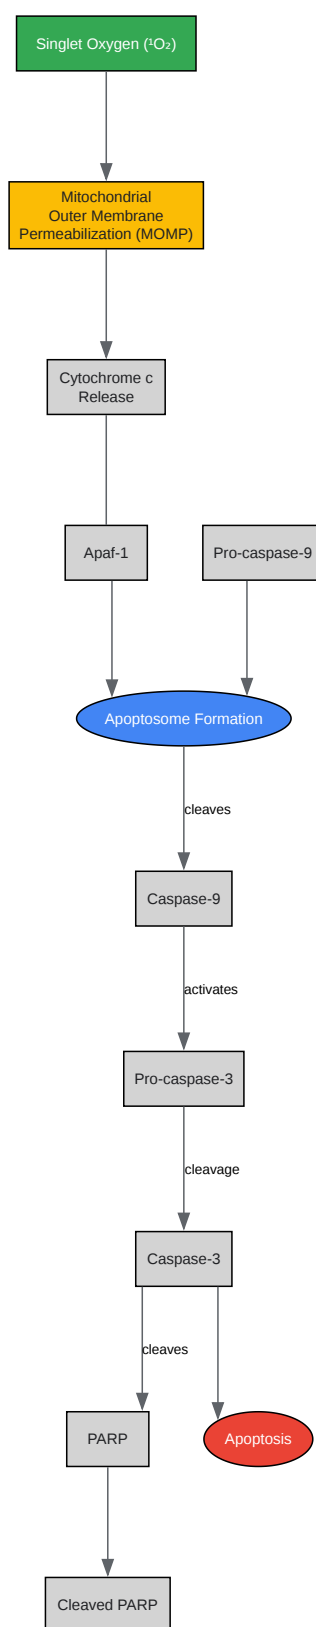 Singlet Oxygen (¹O₂)
Mitochondrial
Outer Membrane
Permeabilization (MOMP)
Cytochrome c
Release
Apaf-1
Pro-caspase-9
Apoptosome Formation
cleaves
Caspase-9
activates
Pro-caspase-3
cleavage
Caspase-3
cleaves
PARP
Apoptosis
Cleaved PARP